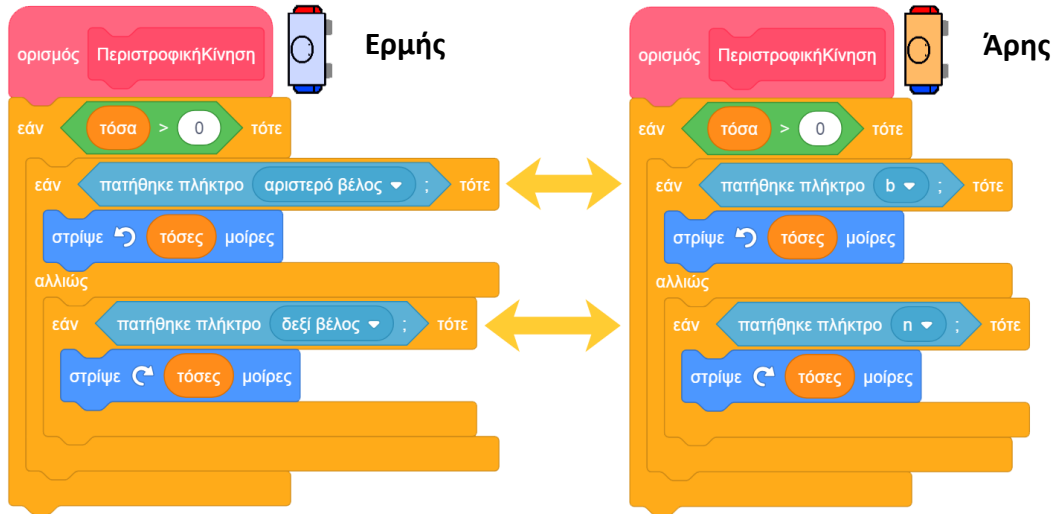 Ερμής
ορισμός ΠεριστροφικήΚίνηση
εάν τόσα > 0 τότε
εάν πατήθηκε πλήκτρο αριστερό βέλος ; τότε
στρίψε τόσες μοίρες
αλλιώς
εάν πατήθηκε πλήκτρο δεξί βέλος ; τότε
στρίψε τόσες μοίρες
Άρης
ορισμός ΠεριστροφικήΚίνηση
εάν τόσα > 0 τότε
εάν πατήθηκε πλήκτρο b ; τότε
στρίψε τόσες μοίρες
αλλιώς
εάν πατήθηκε πλήκτρο n ; τότε
στρίψε τόσες μοίρες